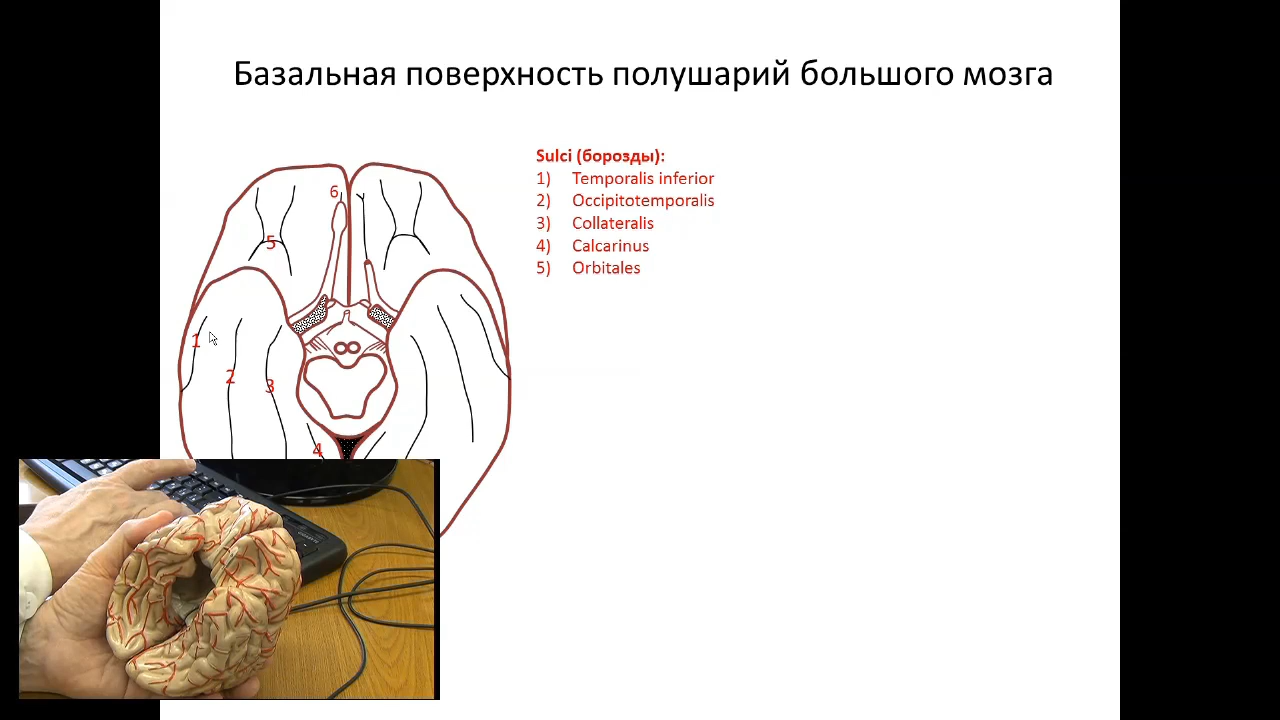 Базальная поверхность полушарий большого мозга
Sulci (борозды):
1) Temporalis inferior
2) Occipitotemporalis
3) Collateralis
4) Calcarinus
5) Orbitales
6
5
1
2
3
4